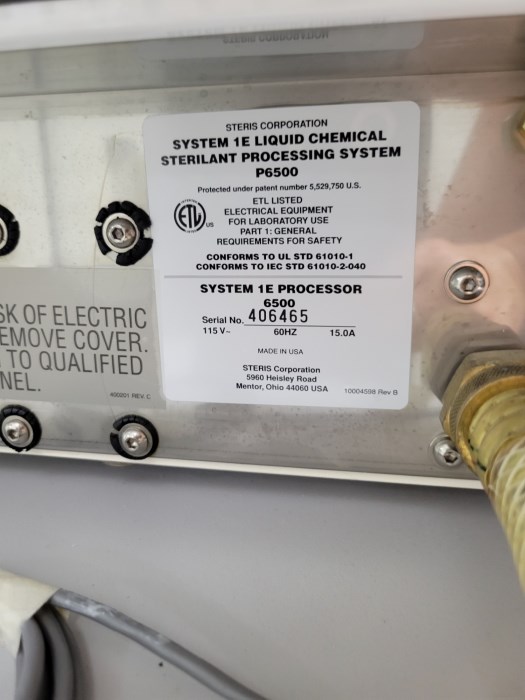 STERIS CORPORATION
SYSTEM 1E LIQUID CHEMICAL
STERILANT PROCESSING SYSTEM
P6500
Protected under patent number 5,529,750 U.S.
ETL LISTED
ELECTRICAL EQUIPMENT
FOR LABORATORY USE
PART 1: GENERAL
REQUIREMENTS FOR SAFETY
ETL
US
CONFORMS TO UL STD 61010-1
CONFORMS TO IEC STD 61010-2-040
SYSTEM 1E PROCESSOR
6500
Serial No. 406465
115 V~ 60HZ 15.0A
MADE IN USA
STERIS Corporation
5960 Heisley Road
Mentor, Ohio 44060 USA
10004598 Rev B
SK OF ELECTRIC
EMOVE COVER.
TO QUALIFIED
NEL.
400201 REV. C